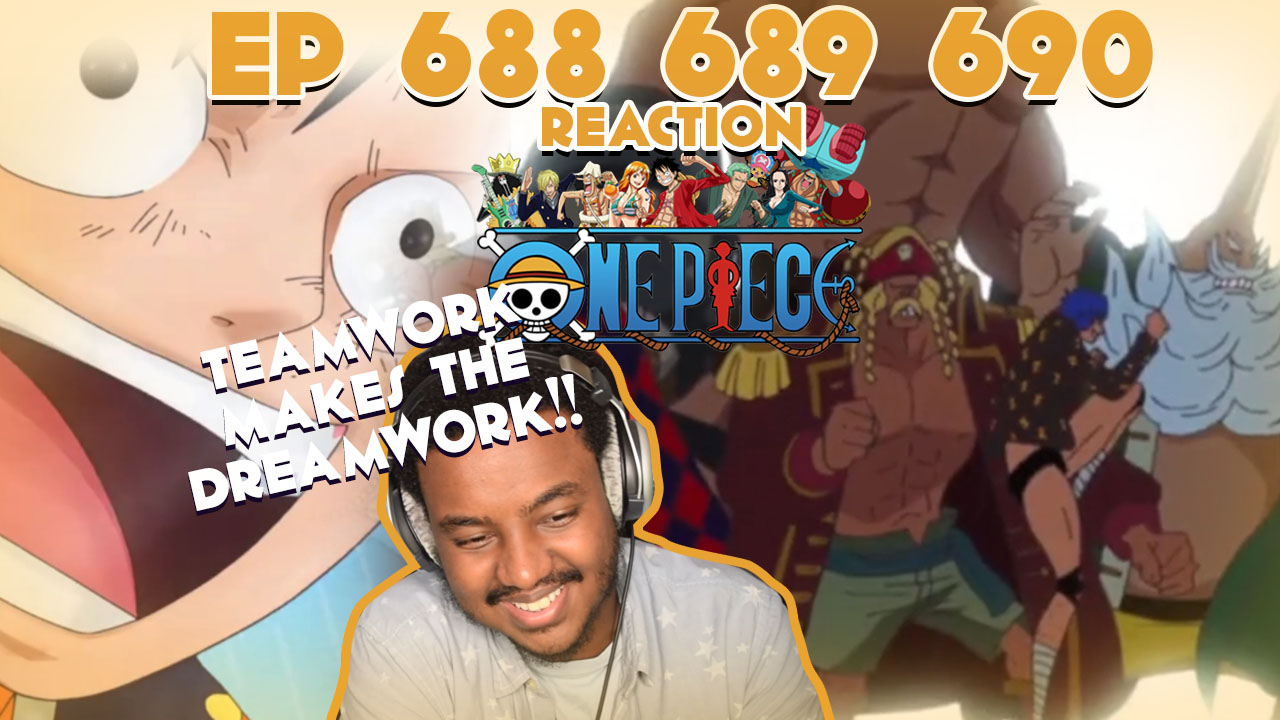 EP 688 689 690
REACTION
ONE PIECE
TEAMWORK
MAKES THE
DREAMWORK!!